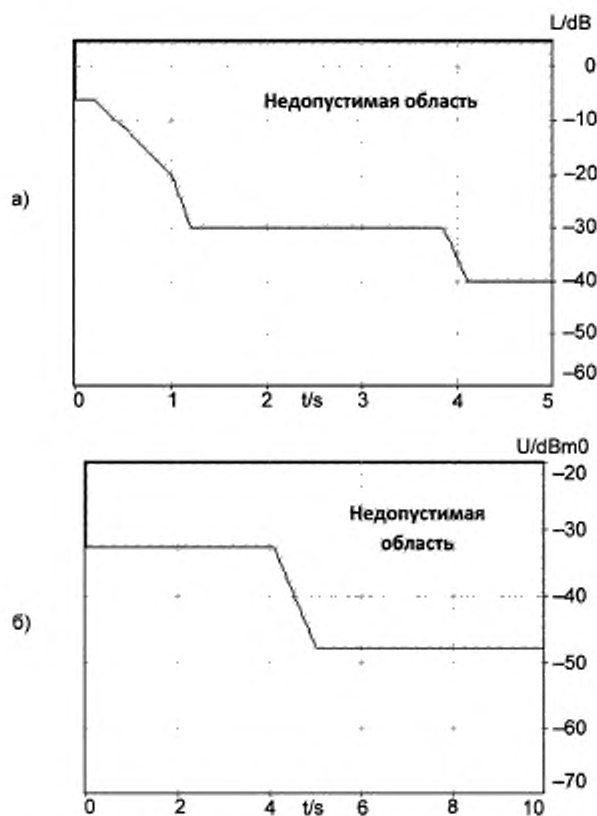 L/dB
0
Недопустимая область
–10
–20
а)
–30
–40
–50
–60
0 1 2 t/s 3 4 5
U/dBm0
–20
Недопустимая
область
–30
–40
б)
–50
–60
–70
0 2 4 t/s 6 8 10